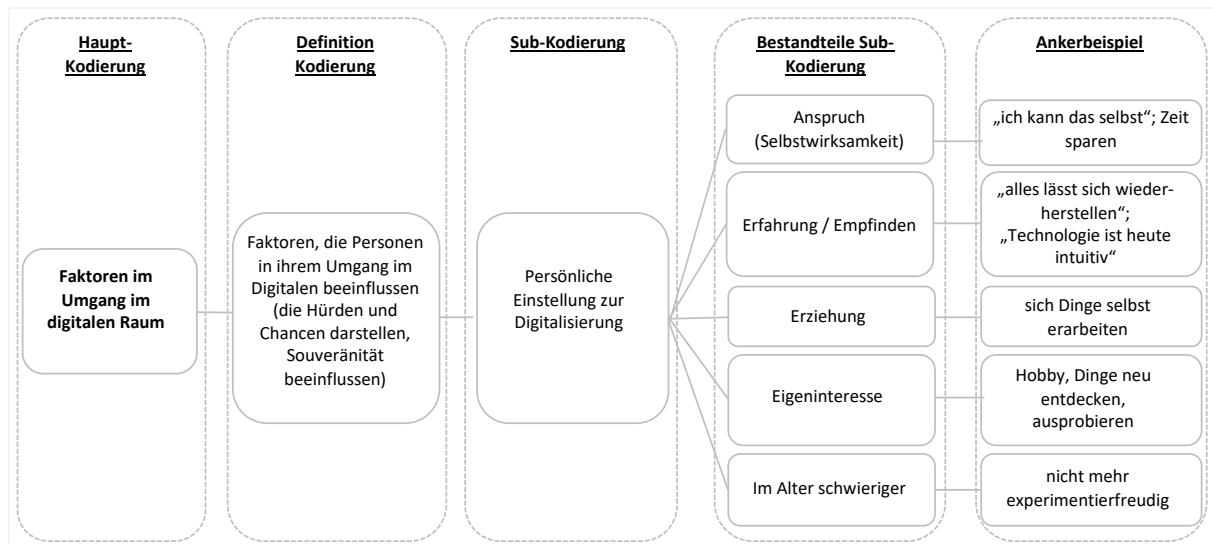 Haupt-
Kodierung
Definition
Kodierung
Sub-Kodierung
Bestandteile Sub-
Kodierung
Ankerbeispiel
Faktoren im
Umgang im
digitalen Raum
Faktoren, die Personen
in ihrem Umgang im
Digitalen beeinflussen
(die Hürden und
Chancen darstellen,
Souveränität
beeinflussen)
Persönliche
Einstellung zur
Digitalisierung
Anspruch
(Selbstwirksamkeit)
„ich kann das selbst“; Zeit
sparen
Erfahrung / Empfinden
„alles lässt sich wieder-
herstellen“;
„Technologie ist heute
intuitiv“
Erziehung
sich Dinge selbst
erarbeiten
Eigeninteresse
Hobby, Dinge neu
entdecken,
ausprobieren
Im Alter schwieriger
nicht mehr
experimentierfreudig